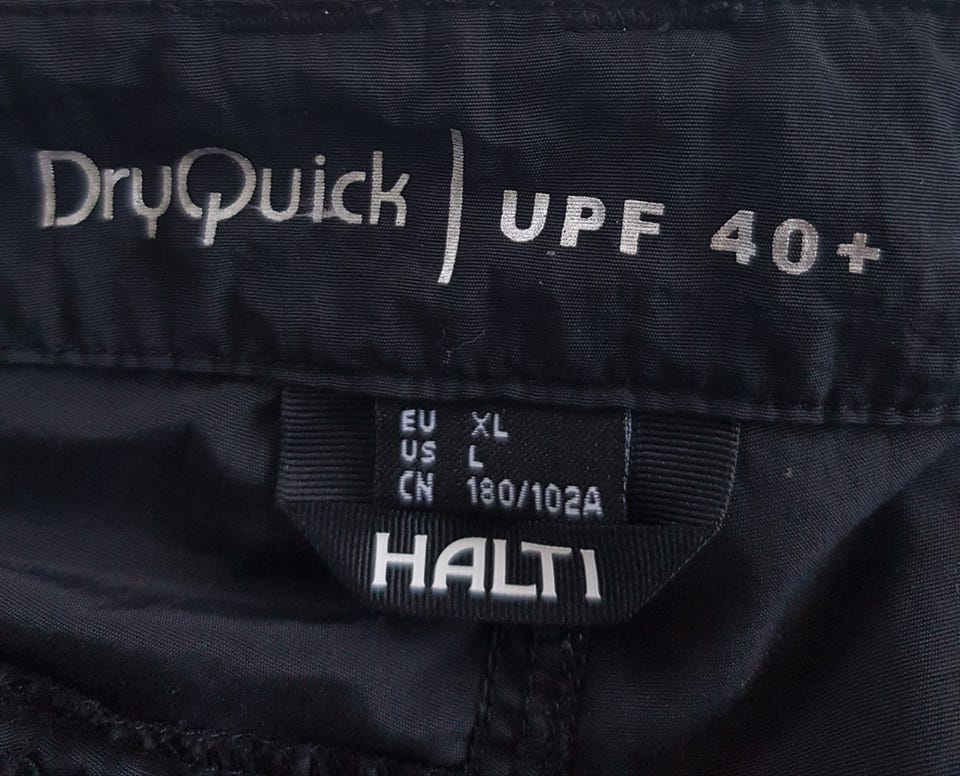 DryQuick | UPF 40+
EU XL
US L
CN 180/102A
HALTI